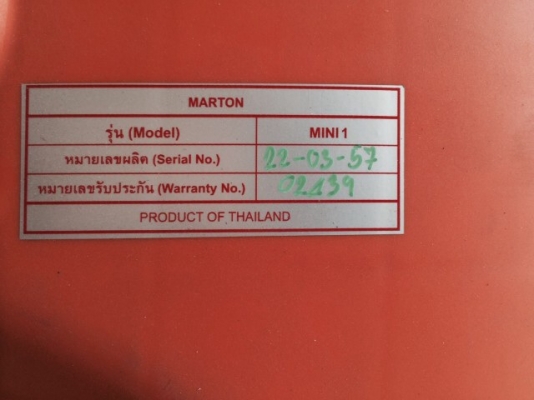 MARTON
รุ่น (Model) MINI 1
หมายเลขผลิต (Serial No.) 22-03-57
หมายเลขรับประกัน (Warranty No.) 02139
PRODUCT OF THAILAND